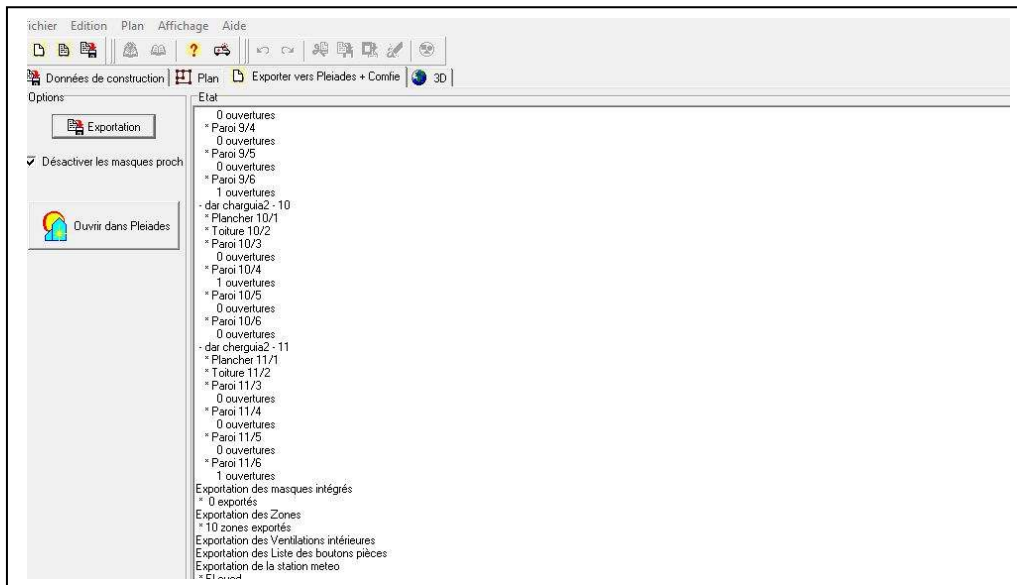 ichier Edition Plan Affichage Aide
Données de construction Plan Exporter vers Pleiades + Comfie 3D
Options
Exportation
Désactiver les masques proch
Ouvrir dans Pleiades
Etat
0 ouvertures
* Paroi 9/4
0 ouvertures
* Paroi 9/5
0 ouvertures
* Paroi 9/6
1 ouvertures
- dar charguia2 - 10
* Plancher 10/1
* Toiture 10/2
* Paroi 10/3
0 ouvertures
* Paroi 10/4
1 ouvertures
* Paroi 10/5
0 ouvertures
* Paroi 10/6
0 ouvertures
- dar cherguia2 - 11
* Plancher 11/1
* Toiture 11/2
* Paroi 11/3
0 ouvertures
* Paroi 11/4
0 ouvertures
* Paroi 11/5
0 ouvertures
* Paroi 11/6
1 ouvertures
Exportation des masques intégrés
* 0 exportés
Exportation des Zones
* 10 zones exportés
Exportation des Ventilations intérieures
Exportation des Liste des boutons pièces
Exportation de la station meteo
* El oued